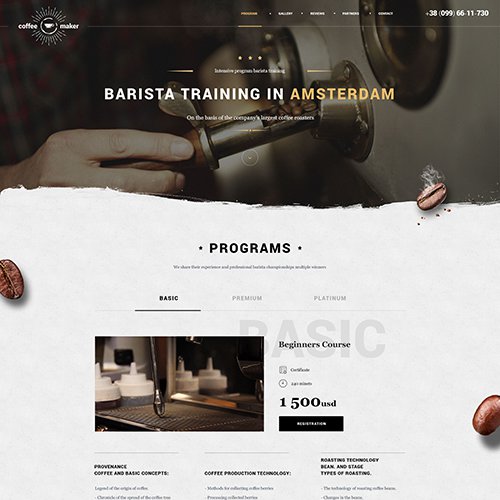 coffee maker
PROGRAM • GALLERY • REVIEWS • PARTNERS • CONTACT
+38 (099) 66-11-730
Intensive program barista training
BARISTA TRAINING IN AMSTERDAM
On the basis of the company's largest coffee roasters
• PROGRAMS •
We share their experience and professional barista championships multiple winners
BASIC PREMIUM PLATINUM
BASIC
Beginners Course
Certificate
240 minets
1 500usd
REGISTRATION
PROVENANCE
COFFEE AND BASIC CONCEPTS:
COFFEE PRODUCTION TECHNOLOGY:
ROASTING TECHNOLOGY
BEAN. AND STAGE
TYPES OF ROASTING.
Legend of the origin of coffee.
- Chronicle of the spread of the coffee tree
- Methods for collecting coffee berries
- Processing collected berries
- The technology of roasting coffee beans.
- Changes occurring in the grain